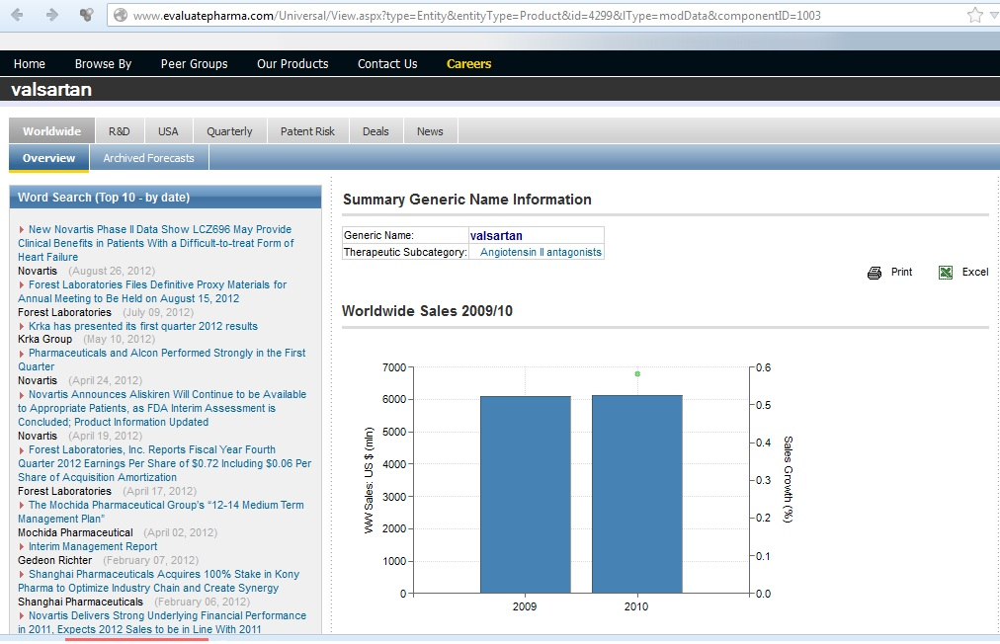 www.evaluatepharma.com/Universal/View.aspx?type=Entity&entityType=Product&id=4299&lType=modData&componentID=1003
Home Browse By Peer Groups Our Products Contact Us Careers
valsartan
Worldwide R&D USA Quarterly Patent Risk Deals News
Overview Archived Forecasts
Word Search (Top 10 - by date)
New Novartis Phase II Data Show LCZ696 May Provide
Clinical Benefits in Patients With a Difficult-to-treat Form of
Heart Failure
Novartis (August 26, 2012)
Forest Laboratories Files Definitive Proxy Materials for
Annual Meeting to Be Held on August 15, 2012
Forest Laboratories (July 09, 2012)
Krka has presented its first quarter 2012 results
Krka Group (May 10, 2012)
Pharmaceuticals and Alcon Performed Strongly in the First
Quarter
Novartis (April 24, 2012)
Novartis Announces Aliskiren Will Continue to be Available
to Appropriate Patients, as FDA Interim Assessment is
Concluded; Product Information Updated
Novartis (April 19, 2012)
Forest Laboratories, Inc. Reports Fiscal Year Fourth
Quarter 2012 Earnings Per Share of $0.72 Including $0.06 Per
Share of Acquisition Amortization
Forest Laboratories (April 17, 2012)
The Mochida Pharmaceutical Group's "12-14 Medium Term
Management Plan"
Mochida Pharmaceutical (April 02, 2012)
Interim Management Report
Gedeon Richter (February 07, 2012)
Shanghai Pharmaceuticals Acquires 100% Stake in Kony
Pharma to Optimize Industry Chain and Create Synergy
Shanghai Pharmaceuticals (February 06, 2012)
Novartis Delivers Strong Underlying Financial Performance
in 2011, Expects 2012 Sales to be in Line With 2011
Summary Generic Name Information
Generic Name: valsartan
Therapeutic Subcategory: Angiotensin II antagonists
Print Excel
Worldwide Sales 2009/10
WW Sales: US $ (mln)
7000
6000
5000
4000
3000
2000
1000
0
2009 2010
0.6
0.5
0.4
0.3
0.2
0.1
0.0
Sales Growth (%)